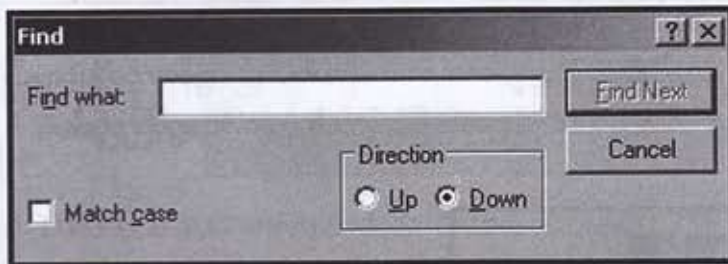 Find
Find what:
Find Next
Cancel
Direction
Up
Down
Match case